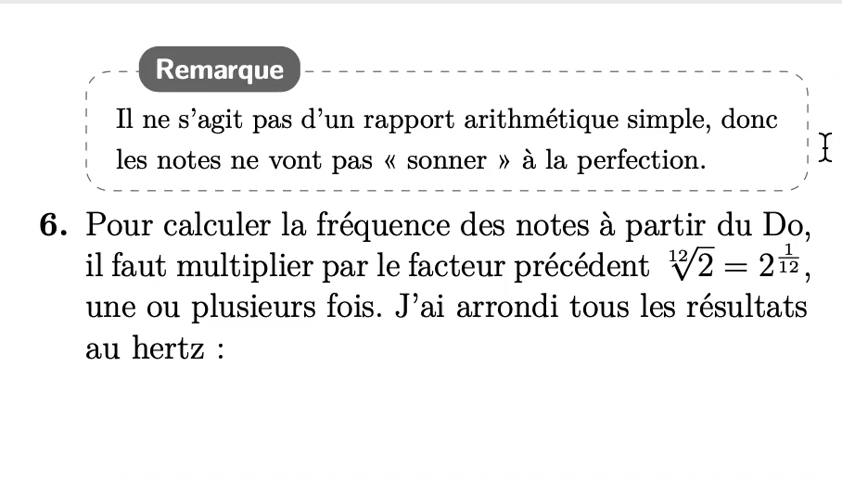 Remarque
Il ne s'agit pas d'un rapport arithmétique simple, donc
les notes ne vont pas « sonner » à la perfection.
6. Pour calculer la fréquence des notes à partir du Do,
il faut multiplier par le facteur précédent $\sqrt[12]{2} = 2^{\frac{1}{12}}$,
une ou plusieurs fois. J'ai arrondi tous les résultats
au hertz :